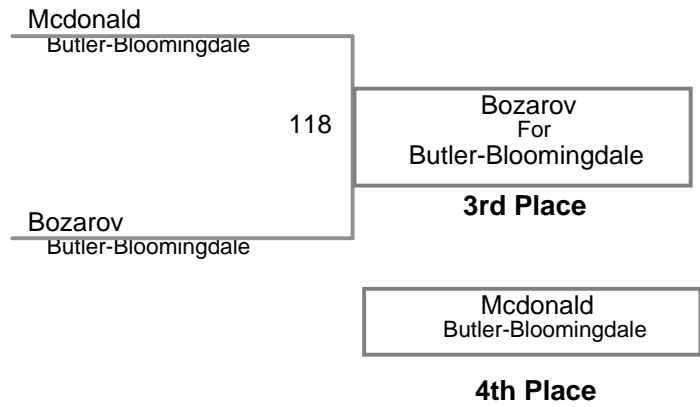 Mcdonald
Butler-Bloomingdale
118
Bozarov
For
Butler-Bloomingdale
3rd Place
Bozarov
Butler-Bloomingdale
Mcdonald
Butler-Bloomingdale
4th Place